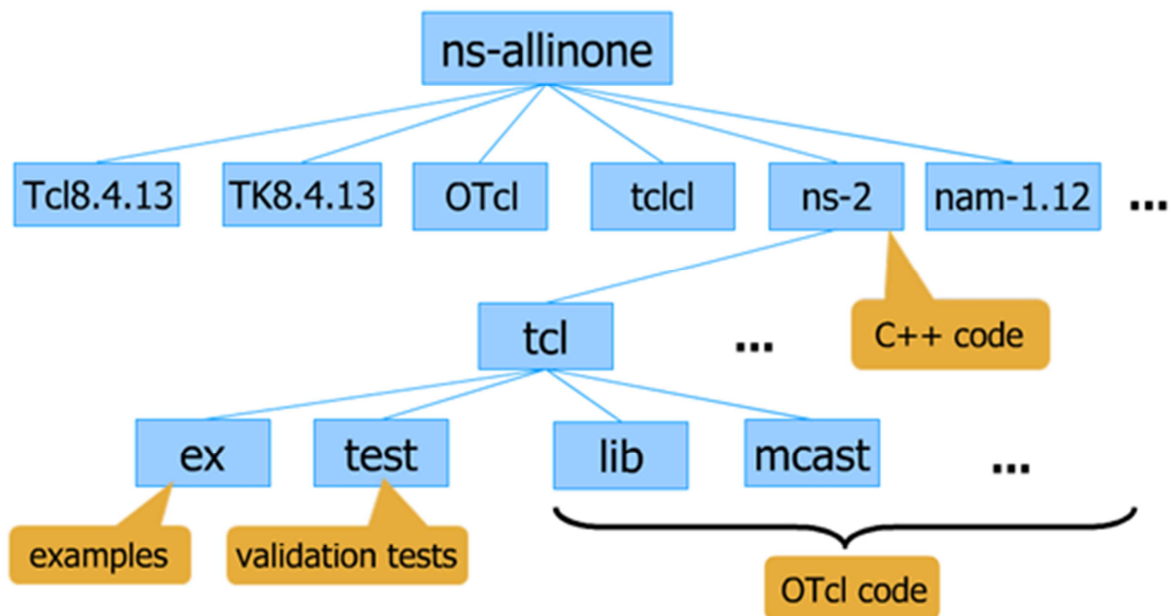 ns-allinone
Tcl8.4.13
TK8.4.13
OTcl
tclcl
ns-2
nam-1.12
...
C++ code
tcl
...
ex
test
lib
mcast
...
examples
validation tests
OTcl code